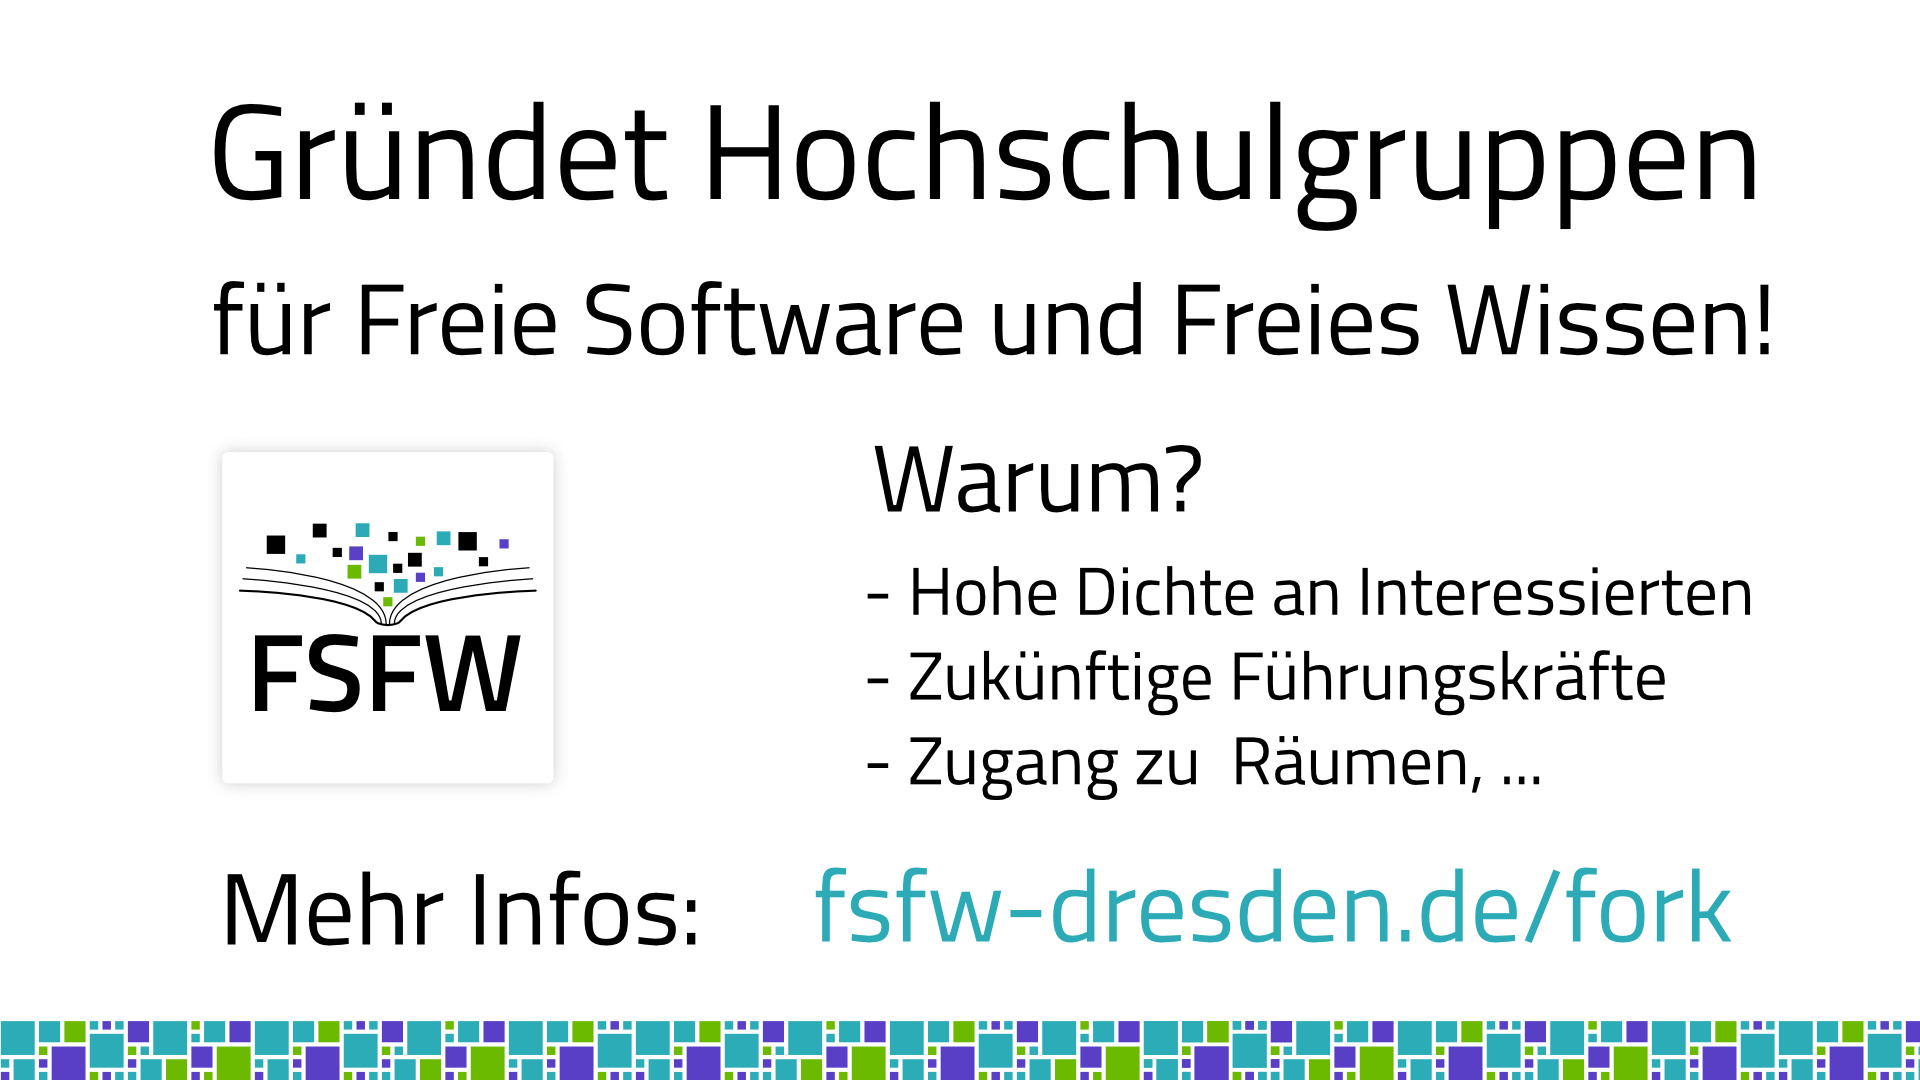 Gründet Hochschulgruppen
für Freie Software und Freies Wissen!
FSFW
Warum?
- Hohe Dichte an Interessierten
- Zukünftige Führungskräfte
- Zugang zu  Räumen, ...
Mehr Infos: fsfw-dresden.de/fork